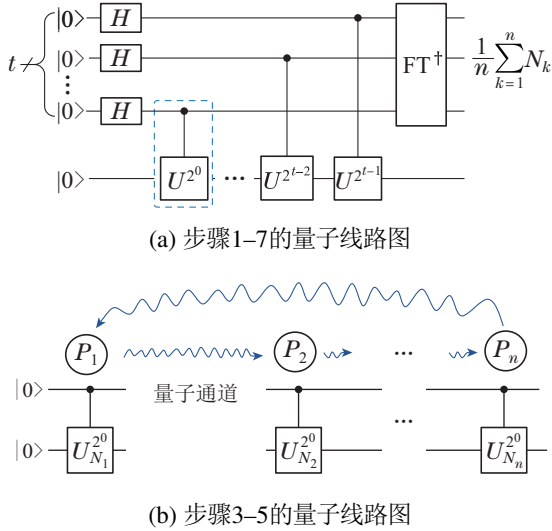 |0⟩ H
t |0⟩ H FT† 1/n ∑_{k=1}^{n} N_k
⋮
|0⟩ H
|0⟩ U^{2^0} ··· U^{2^{t-2}} U^{2^{t-1}}
(a) 步骤1–7的量子线路图
P_1 P_2 ··· P_n
|0⟩ 量子通道
···
|0⟩ U_{N_1}^{2^0} U_{N_2}^{2^0} U_{N_n}^{2^0}
(b) 步骤3–5的量子线路图